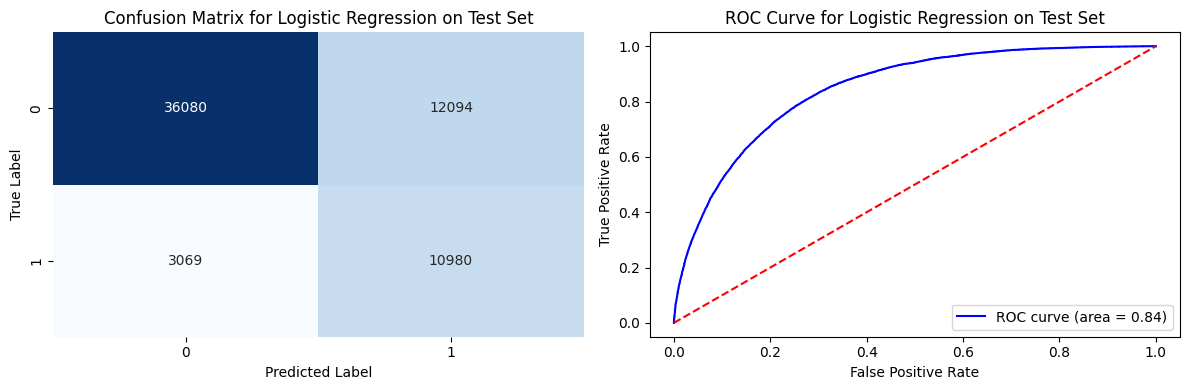 Confusion Matrix for Logistic Regression on Test Set
True Label
0
1
36080
12094
3069
10980
0
1
Predicted Label
ROC Curve for Logistic Regression on Test Set
True Positive Rate
1.0
0.8
0.6
0.4
0.2
0.0
ROC curve (area = 0.84)
0.0
0.2
0.4
0.6
0.8
1.0
False Positive Rate